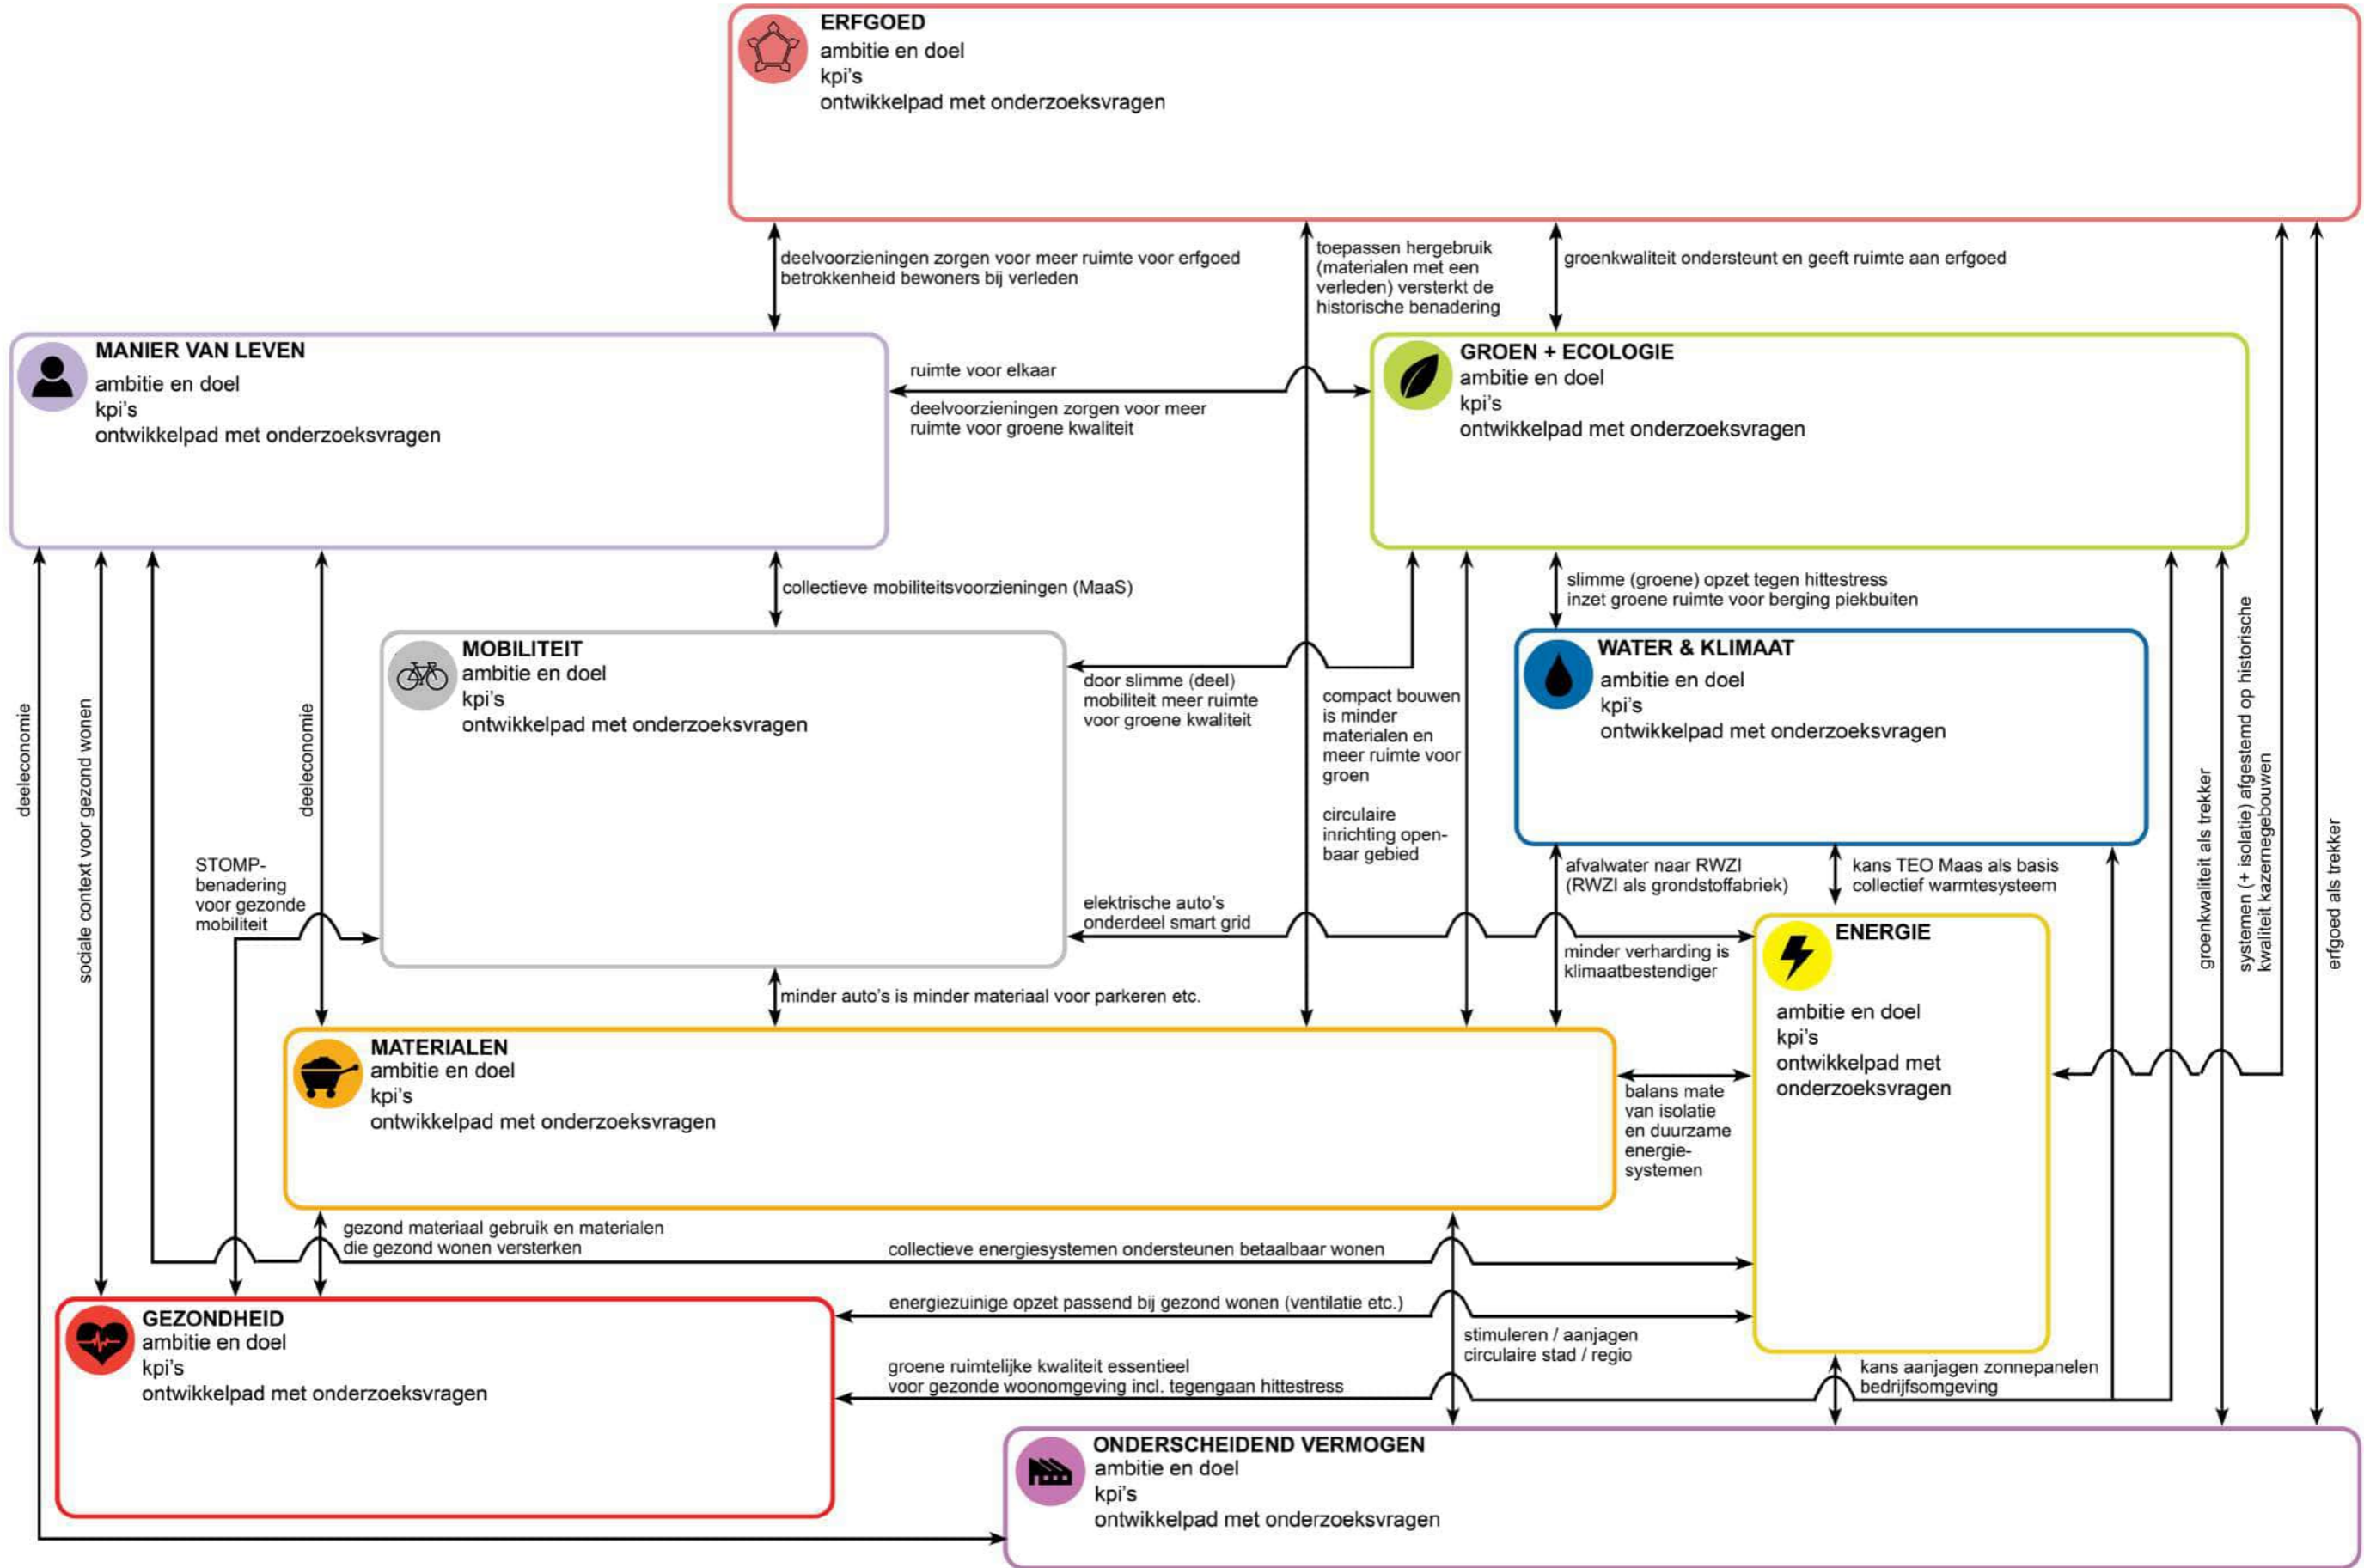 ERFGOED
ambitie en doel
kpi's
ontwikkelpad met onderzoeksvragen
deelvoorzieningen zorgen voor meer ruimte voor erfgoed
betrokkenheid bewoners bij verleden
toepassen hergebruik
(materialen met een
verleden) versterkt de
historische benadering
groenkwaliteit ondersteunt en geeft ruimte aan erfgoed
MANIER VAN LEVEN
ambitie en doel
kpi's
ontwikkelpad met onderzoeksvragen
ruimte voor elkaar
deelvoorzieningen zorgen voor meer
ruimte voor groene kwaliteit
GROEN + ECOLOGIE
ambitie en doel
kpi's
ontwikkelpad met onderzoeksvragen
collectieve mobiliteitsvoorzieningen (MaaS)
slimme (groene) opzet tegen hittestress
inzet groene ruimte voor berging piekbuiten
MOBILITEIT
ambitie en doel
kpi's
ontwikkelpad met onderzoeksvragen
door slimme (deel)
mobiliteit meer ruimte
voor groene kwaliteit
compact bouwen
is minder
materialen en
meer ruimte voor
groen
circulaire
inrichting open-
baar gebied
WATER & KLIMAAT
ambitie en doel
kpi's
ontwikkelpad met onderzoeksvragen
deeleconomie
sociale context voor gezond wonen
deeleconomie
STOMP-
benadering
voor gezonde
mobiliteit
groenkwaliteit als trekker
systemen (+ isolatie) afgestemd op historische
kwaliteit kazernegebouwen
erfgoed als trekker
afvalwater naar RWZI
(RWZI als grondstoffabriek)
kans TEO Maas als basis
collectief warmtesysteem
elektrische auto's
onderdeel smart grid
minder verharding is
klimaatbestendiger
ENERGIE
ambitie en doel
kpi's
ontwikkelpad met
onderzoeksvragen
minder auto's is minder materiaal voor parkeren etc.
MATERIALEN
ambitie en doel
kpi's
ontwikkelpad met onderzoeksvragen
balans mate
van isolatie
en duurzame
energie-
systemen
gezond materiaal gebruik en materialen
die gezond wonen versterken
collectieve energiesystemen ondersteunen betaalbaar wonen
energiezuinige opzet passend bij gezond wonen (ventilatie etc.)
GEZONDHEID
ambitie en doel
kpi's
ontwikkelpad met onderzoeksvragen
stimuleren / aanjagen
circulaire stad / regio
groene ruimtelijke kwaliteit essentieel
voor gezonde woonomgeving incl. tegengaan hittestress
kans aanjagen zonnepanelen
bedrijfsomgeving
ONDERSCHEIDEND VERMOGEN
ambitie en doel
kpi's
ontwikkelpad met onderzoeksvragen